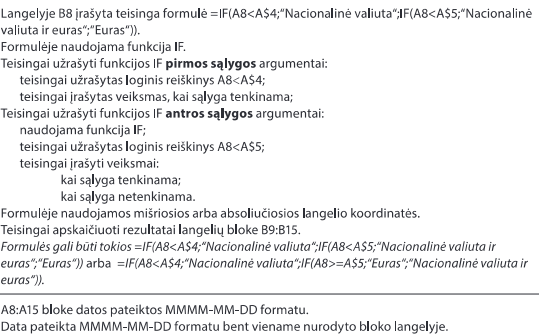 Langelyje B8 įrašyta teisinga formulė =IF(A8<A$4;"Nacionalinė valiuta";IF(A8<A$5;"Nacionalinė
valiuta ir euras";"Euras")).
Formulėje naudojama funkcija IF.
Teisingai užrašyti funkcijos IF pirmos sąlygos argumentai:
teisingai užrašytas loginis reiškinys A8<A$4;
teisingai įrašytas veiksmas, kai sąlyga tenkinama;
Teisingai užrašyti funkcijos IF antros sąlygos argumentai:
naudojama funkcija IF;
teisingai užrašytas loginis reiškinys A8<A$5;
teisingai įrašyti veiksmai:
kai sąlyga tenkinama;
kai sąlyga netenkinama.
Formulėje naudojamos mišriosios arba absoliučiosios langelio koordinatės.
Teisingai apskaičiuoti rezultatai langelių bloke B9:B15.
Formulės gali būti tokios =IF(A8<A$4;"Nacionalinė valiuta";IF(A8<A$5;"Nacionalinė valiuta ir
euras";"Euras")) arba =IF(A8<A$4;"Nacionalinė valiuta";IF(A8>=A$5;"Euras";"Nacionalinė valiuta ir
euras")).
A8:A15 bloke datos pateiktos MMMM-MM-DD formatu.
Data pateikta MMMM-MM-DD formatu bent viename nurodyto bloko langelyje.